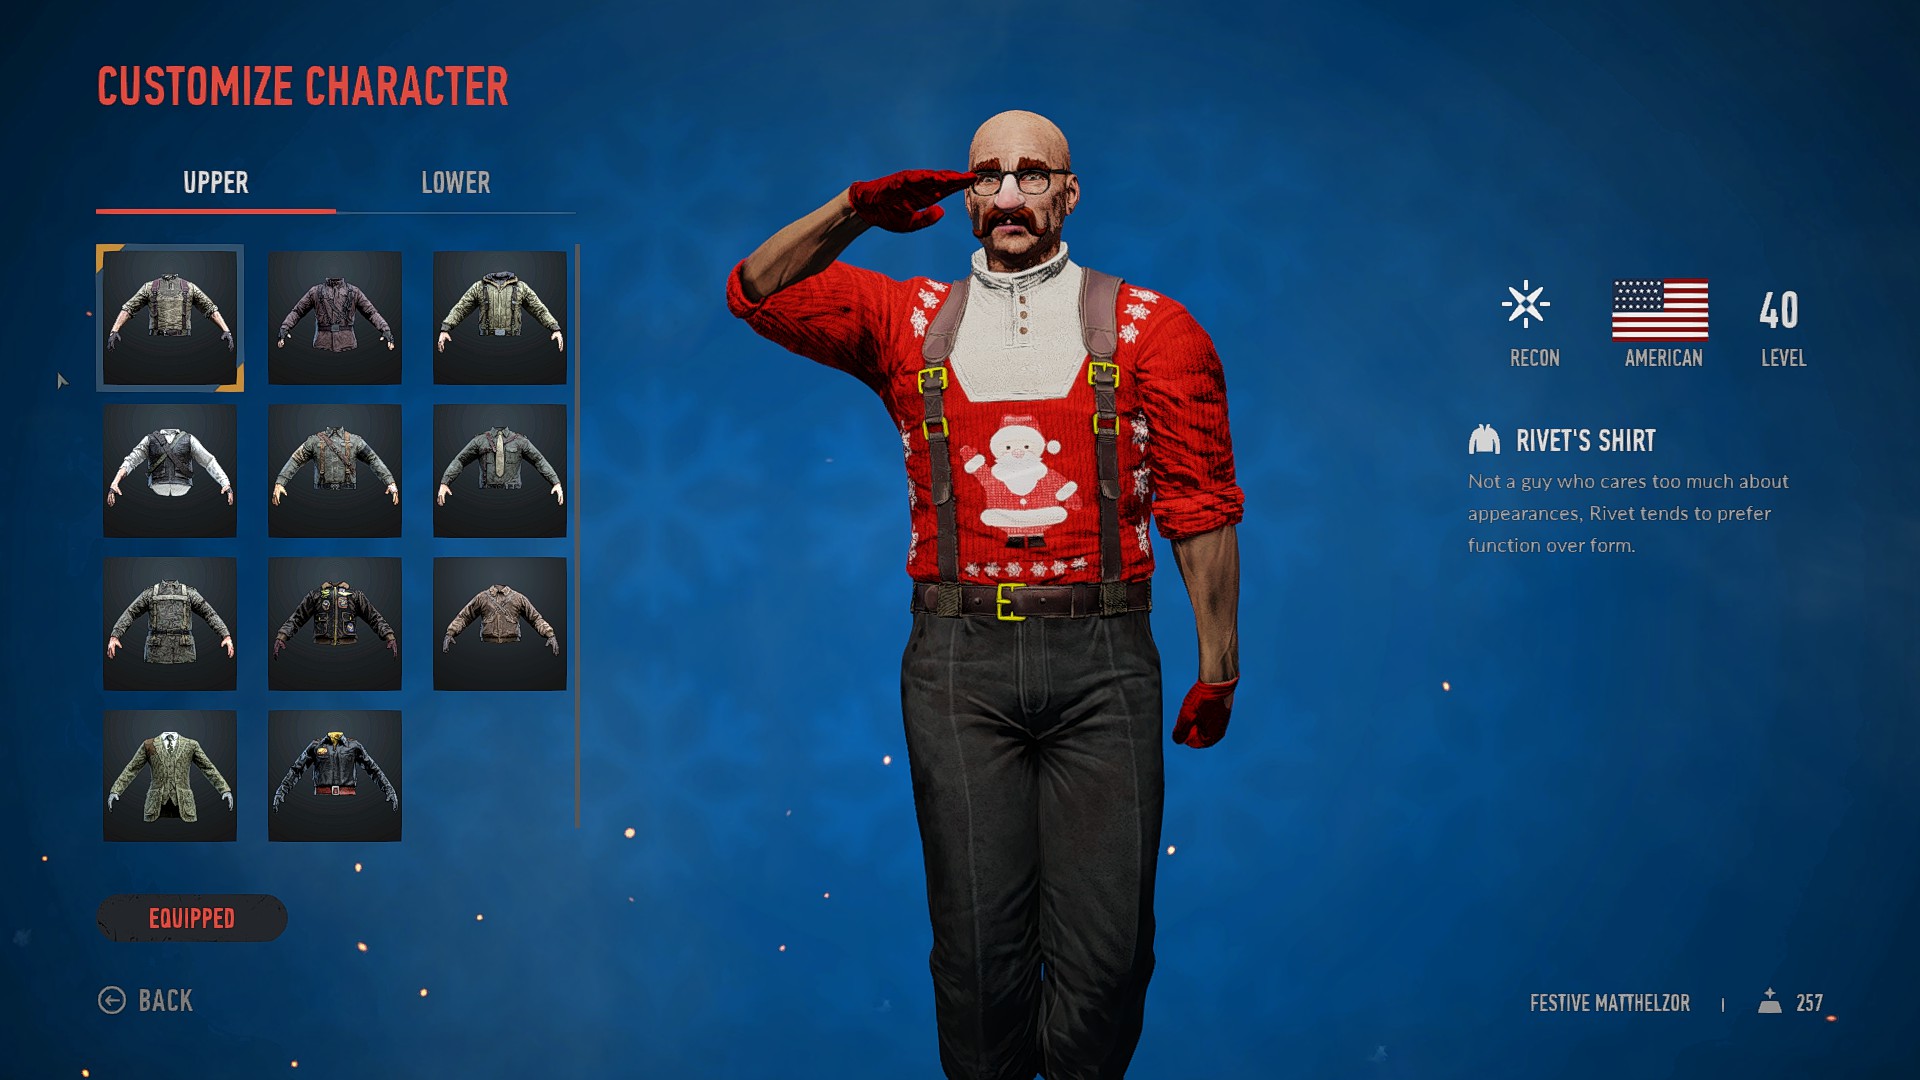 CUSTOMIZE CHARACTER
UPPER
LOWER
RECON
AMERICAN
40
LEVEL
RIVET'S SHIRT
Not a guy who cares too much about
appearances, Rivet tends to prefer
function over form.
EQUIPPED
BACK
FESTIVE MATTHELZOR | 257